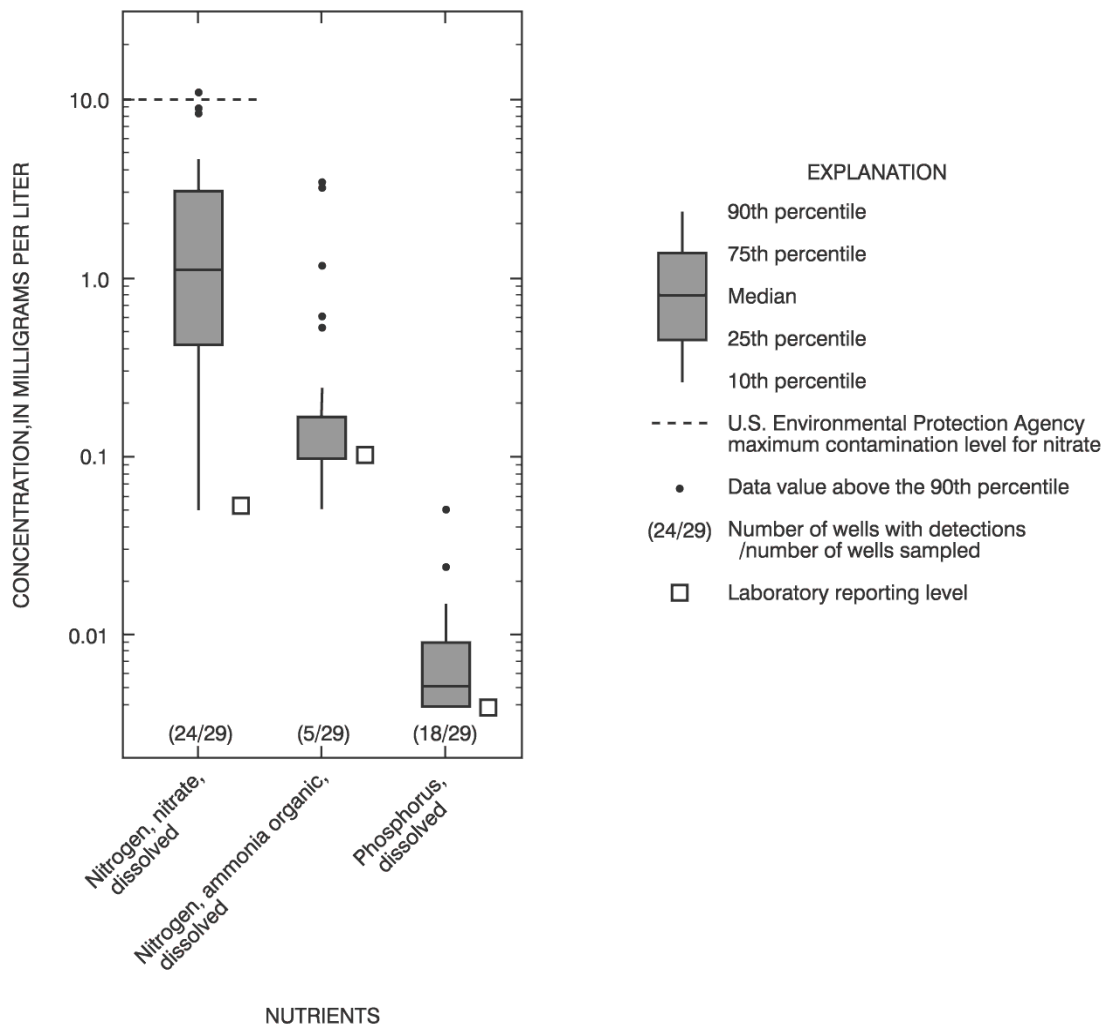 CONCENTRATION,IN MILLIGRAMS PER LITER
10.0
1.0
0.1
0.01
(24/29) (5/29) (18/29)
Nitrogen, nitrate,
dissolved
Nitrogen, ammonia organic,
dissolved
Phosphorus,
dissolved
NUTRIENTS
EXPLANATION
90th percentile
75th percentile
Median
25th percentile
10th percentile
U.S. Environmental Protection Agency
maximum contamination level for nitrate
Data value above the 90th percentile
(24/29) Number of wells with detections
/number of wells sampled
Laboratory reporting level